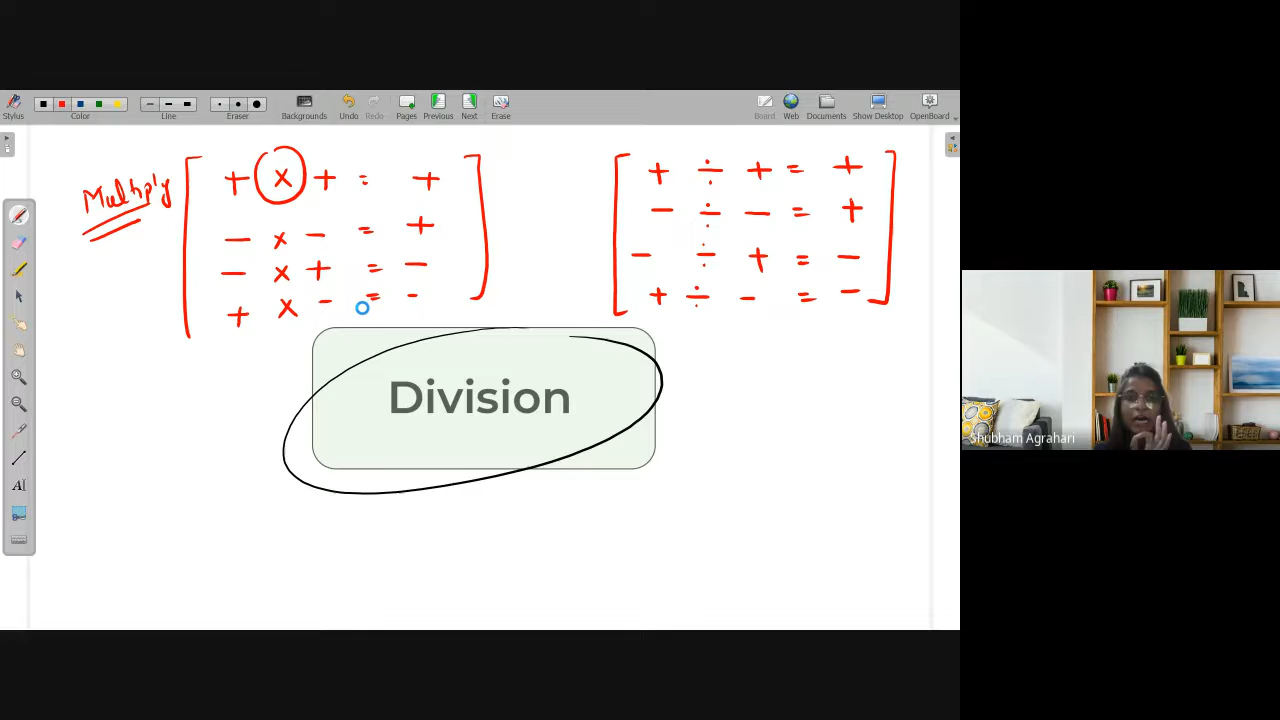 Stylus
Color
Line
Eraser
Backgrounds
Undo
Redo
Pages
Previous
Next
Erase
Board
Web
Documents
Show Desktop
OpenBoard
Multiply
+ x + = +
- x - = +
- x + = -
+ x - = -
+ ÷ + = +
- ÷ - = +
- ÷ + = -
+ ÷ - = -
Division
Shubham Agrahari